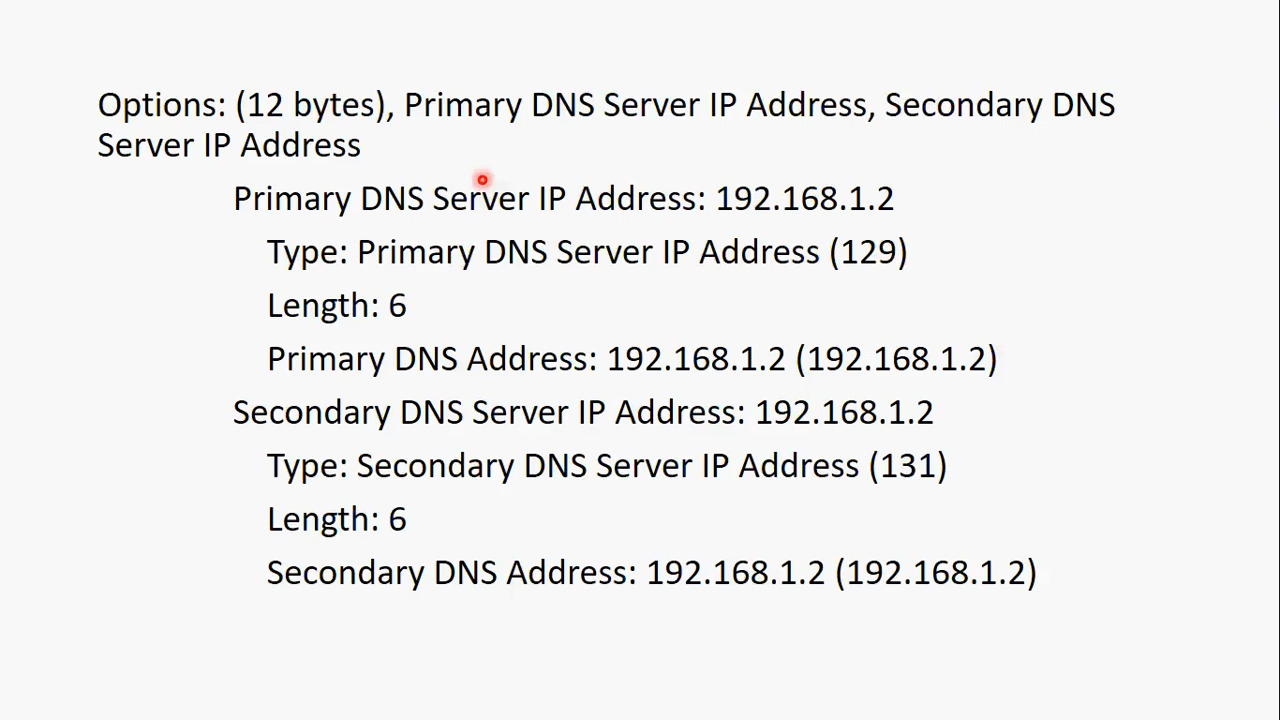 Options: (12 bytes), Primary DNS Server IP Address, Secondary DNS
Server IP Address
Primary DNS Server IP Address: 192.168.1.2
Type: Primary DNS Server IP Address (129)
Length: 6
Primary DNS Address: 192.168.1.2 (192.168.1.2)
Secondary DNS Server IP Address: 192.168.1.2
Type: Secondary DNS Server IP Address (131)
Length: 6
Secondary DNS Address: 192.168.1.2 (192.168.1.2)